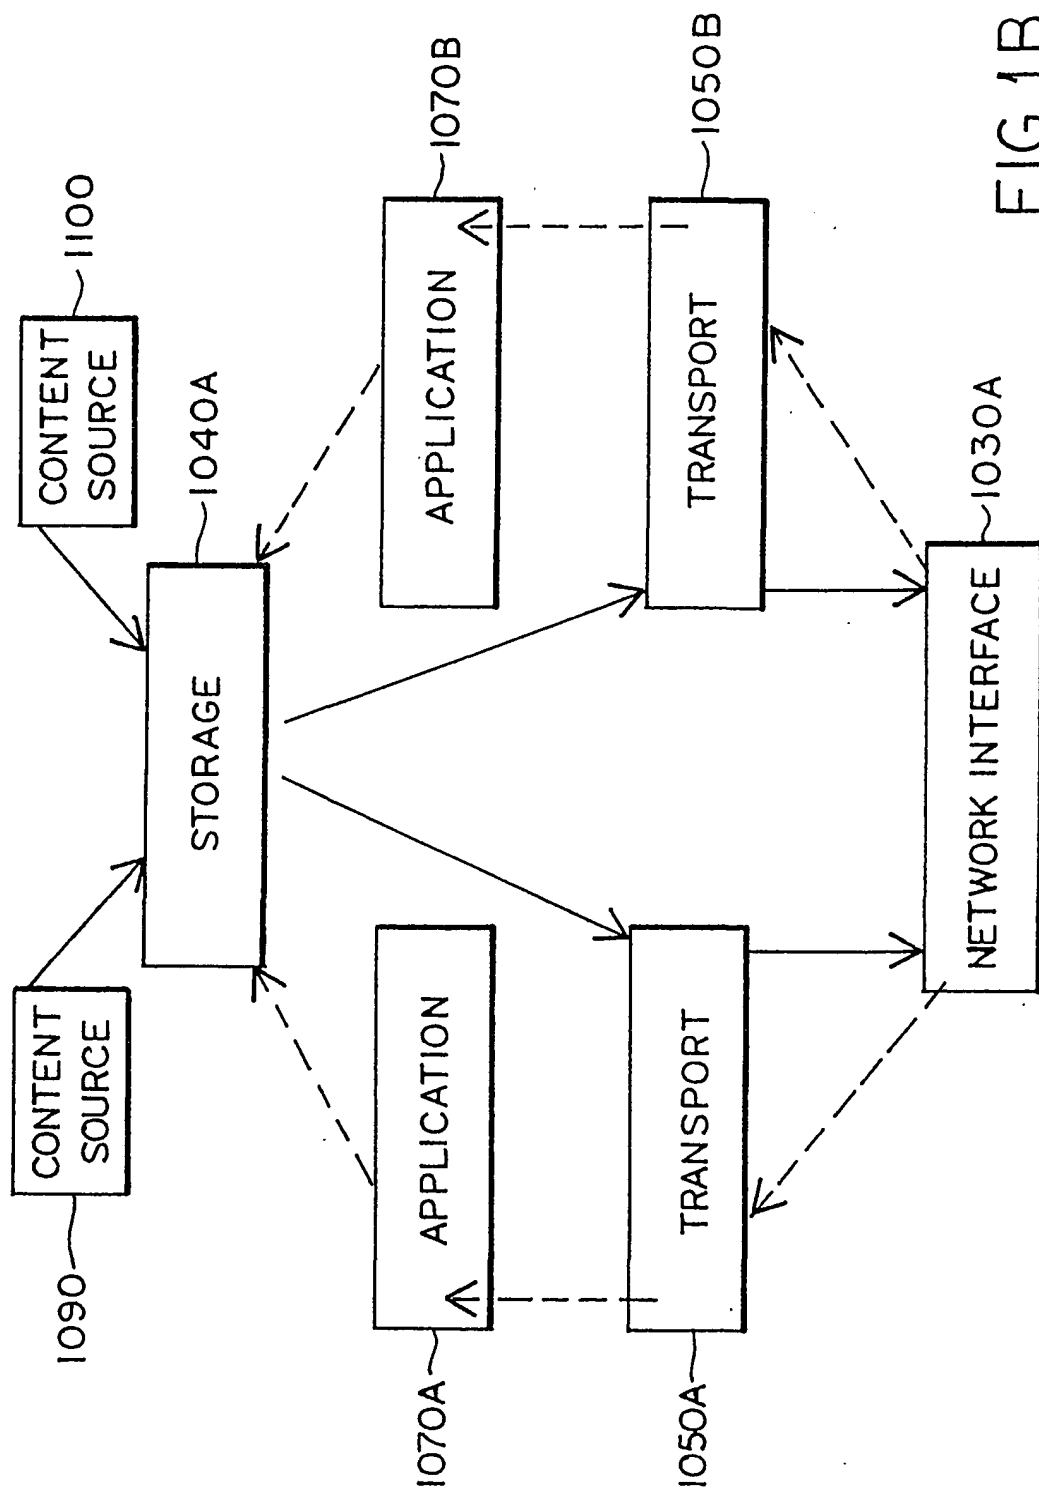 1090
CONTENT
SOURCE
CONTENT
SOURCE
1100
STORAGE
1040A
1070A
APPLICATION
APPLICATION
1070B
1050A
TRANSPORT
TRANSPORT
1050B
NETWORK INTERFACE
1030A
FIG 1B